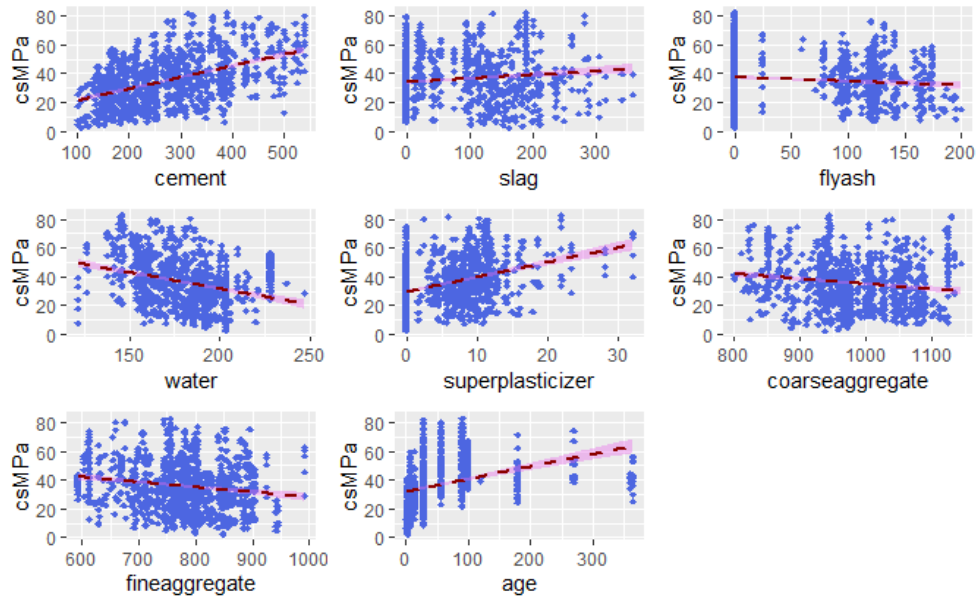 csMPa
80
60
40
20
0
100 200 300 400 500
cement
csMPa
80
60
40
20
0
0 100 200 300
slag
csMPa
80
60
40
20
0
0 50 100 150 200
flyash
csMPa
80
60
40
20
0
150 200 250
water
csMPa
80
60
40
20
0
0 10 20 30
superplasticizer
csMPa
80
60
40
20
0
800 900 1000 1100
coarseaggregate
csMPa
80
60
40
20
0
600 700 800 900 1000
fineaggregate
csMPa
80
60
40
20
0
0 100 200 300
age